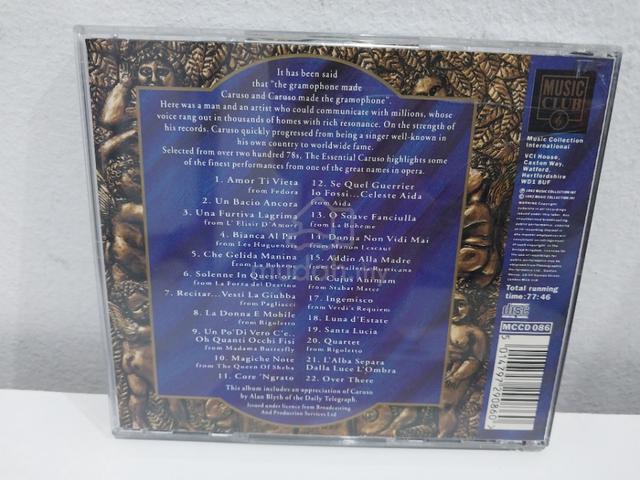 It has been said
that "the gramophone made
Caruso and Caruso made the gramophone".
Here was a man and an artist who could communicate with millions, whose
voice rang out in thousands of homes with rich resonance. On the strength of
his records, Caruso quickly progressed from being a singer well-known in
his own country to worldwide fame.
Selected from over two hundred 78s, The Essential Caruso highlights some
of the finest performances from one of the great names in opera.
1. Amor Ti Vieta
from Fedora
2. Un Bacio Ancora
3. Una Furtiva Lagrima
from L' Elisir D'Amore
4. Bianca Al Par
from Les Huguenots
5. Che Gelida Manina
from La Boheme
6. Solenne In Quest'ora
from La Forza del Destino
7. Recitar...Vesti La Giubba
from Pagliacci
8. La Donna E Mobile
from Rigoletto
9. Un Po'Di Vero C'e..
Oh Quanti Occhi Fisi
from Madama Butterfly
10. Magiche Note
from The Queen Of Sheba
11. Core 'Ngrato
12. Se Quel Guerrier
Io Fossi...Celeste Aida
from Aida
13. O Soave Fanciulla
from La Boheme
14. Donna Non Vidi Mai
from Manon Lescaut
15. Addio Alla Madre
from Cavalleria Rusticana
16. Cujus Animam
from Stabat Mater
17. Ingemisco
from Verdi's Requiem
18. Luna d'Estate
19. Santa Lucia
20. Quartet
from Rigoletto
21. L'Alba Separa
Dalla Luce L'Ombra
22. Over There
This album includes an appreciation of Caruso
by Alan Blyth of the Daily Telegraph.
Issued under licence from Broadcasting
And Production Services Ltd
MUSIC
CLUB
Music Collection
International
VCI House,
Caxton Way,
Watford,
Hertfordshire
WD1 8UF
Total running
time:77:46
COMPACT
disc
DIGITAL AUDIO
MCCD 086
5 014797 290860
mudah.my